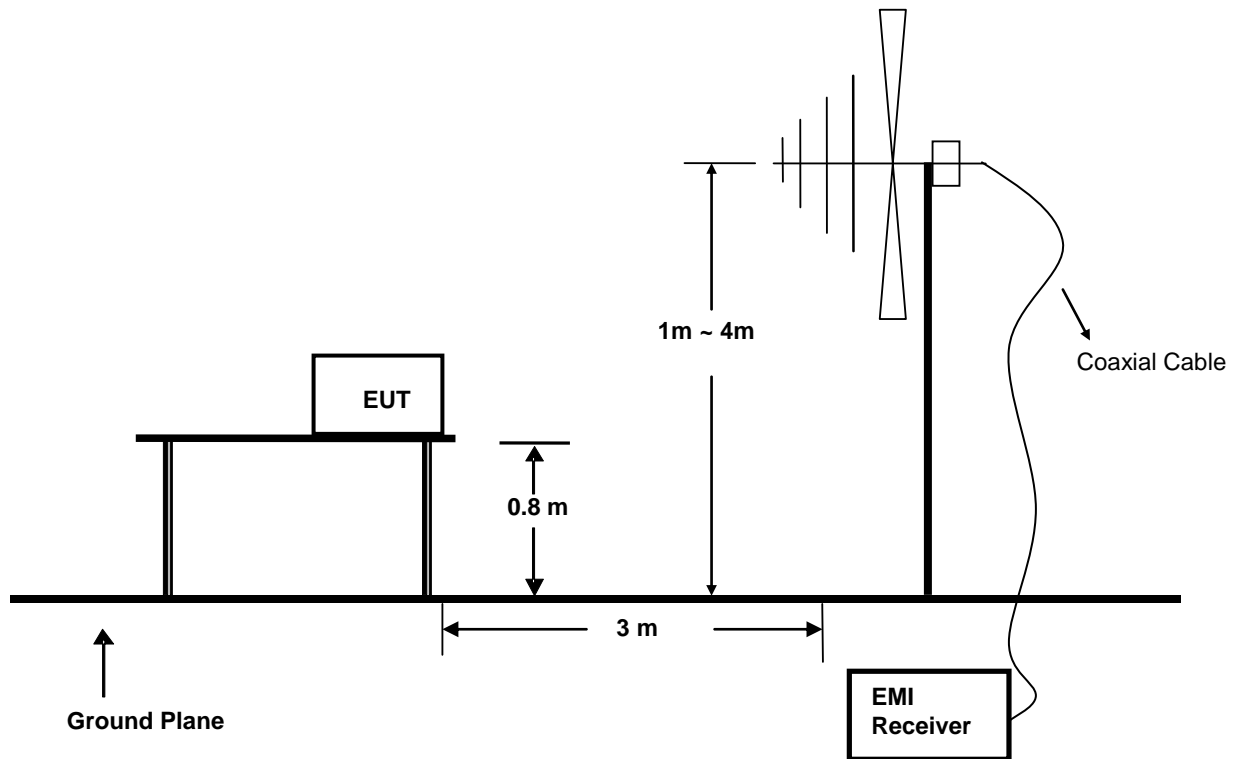 1m ~ 4m
Coaxial Cable
EUT
0.8 m
3 m
EMI
Receiver
Ground Plane